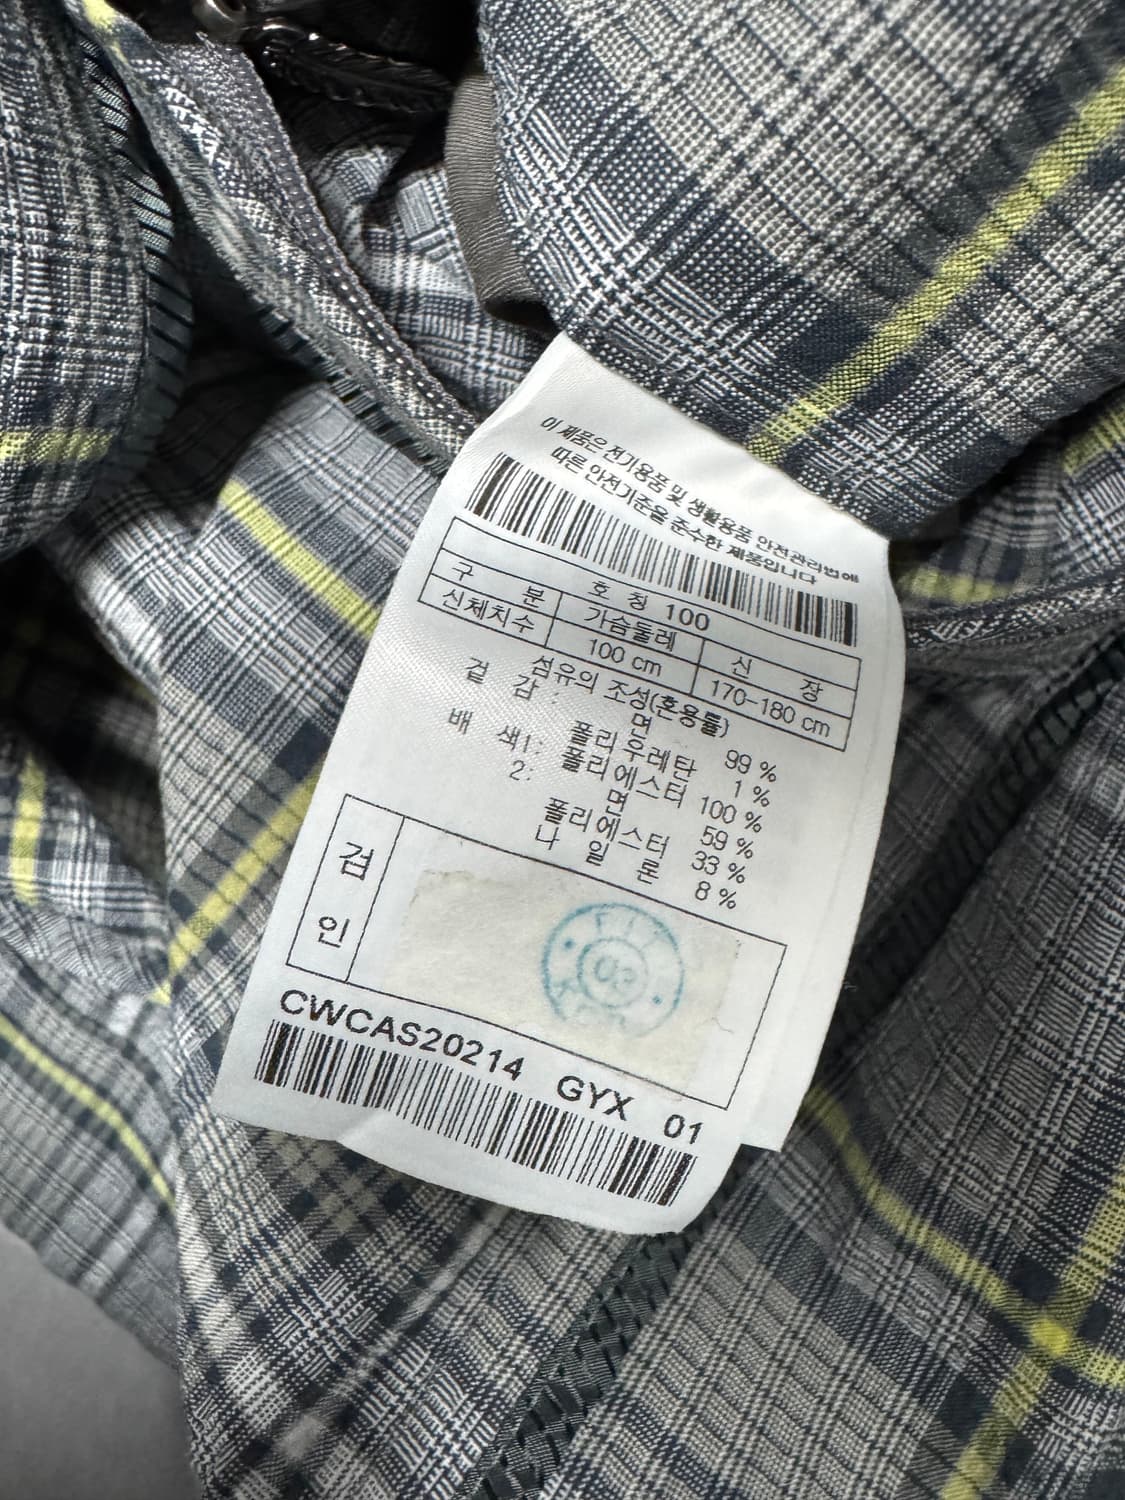 이 제품은 전기용품 및 생활용품 안전관리법에
따른 안전기준을 준수한 제품입니다
호 칭 100
구 분 가슴둘레 신 장
신체치수 100 cm 170-180 cm
섬유의 조성(혼용률)
겉 감: 면 99 %
폴리우레탄 1 %
배 색1: 폴리에스터 100 %
2: 면 59 %
폴리에스터 33 %
나 일 론 8 %
검 인
CWCAS20214 GYX 01